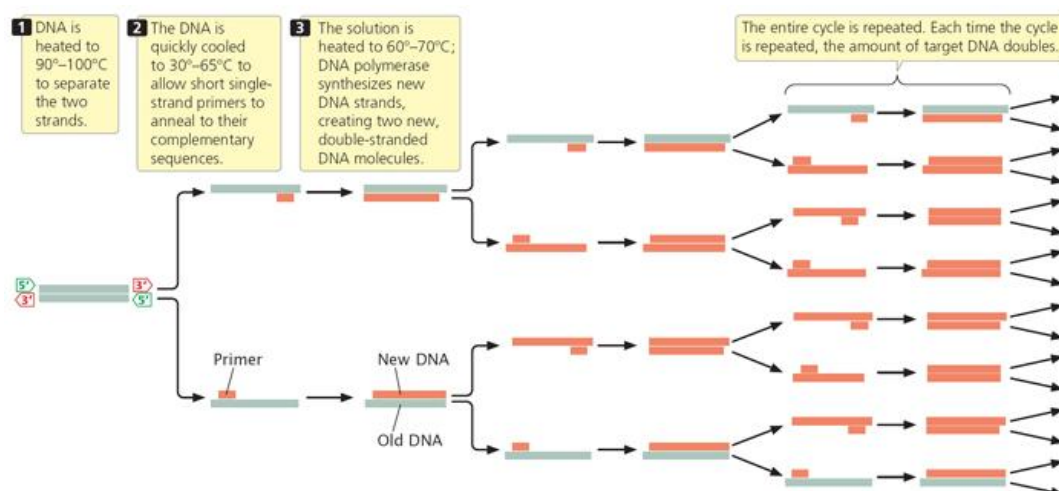 1 DNA is
heated to
90°–100°C
to separate
the two
strands.
2 The DNA is
quickly cooled
to 30°–65°C to
allow short single-
strand primers to
anneal to their
complementary
sequences.
3 The solution is
heated to 60°–70°C;
DNA polymerase
synthesizes new
DNA strands,
creating two new,
double-stranded
DNA molecules.
The entire cycle is repeated. Each time the cycle
is repeated, the amount of target DNA doubles.
5′ 3′
3′ 5′
Primer
New DNA
Old DNA